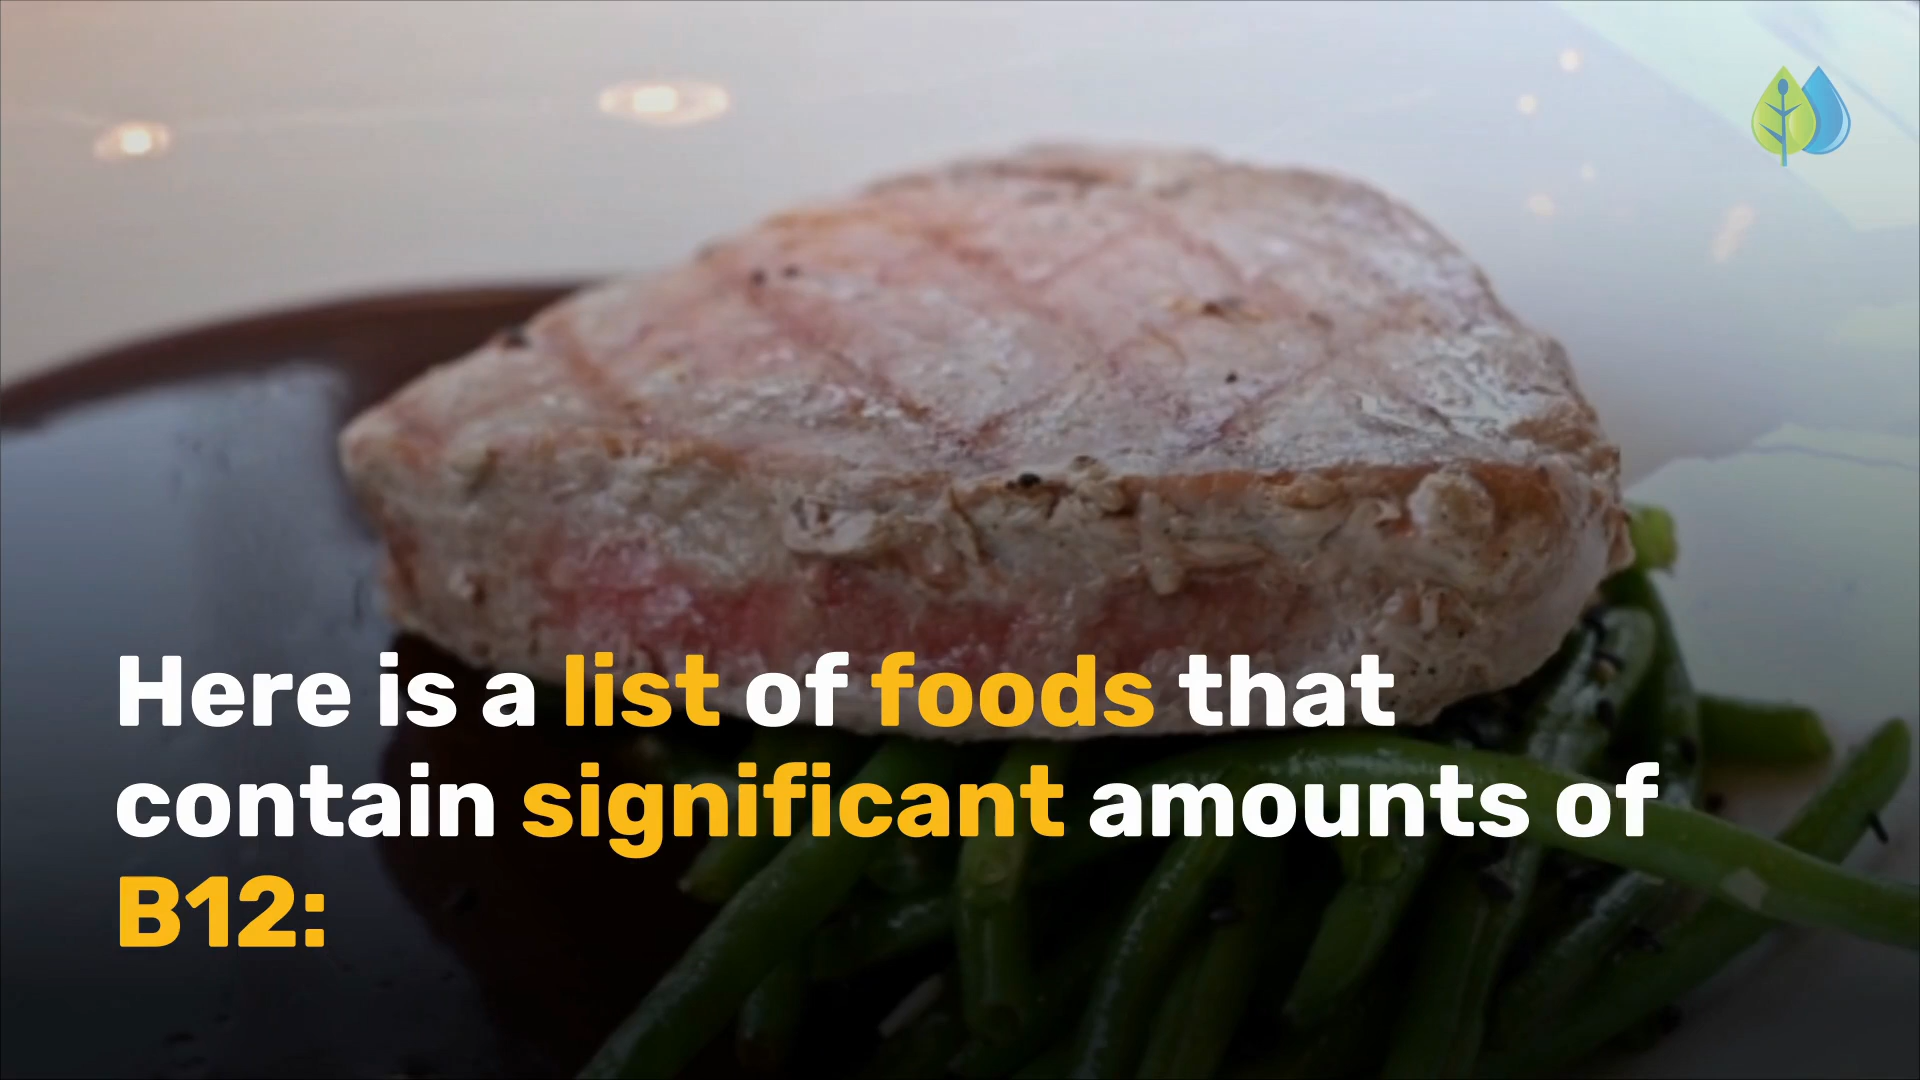 Here is a list of foods that
contain significant amounts of
B12: